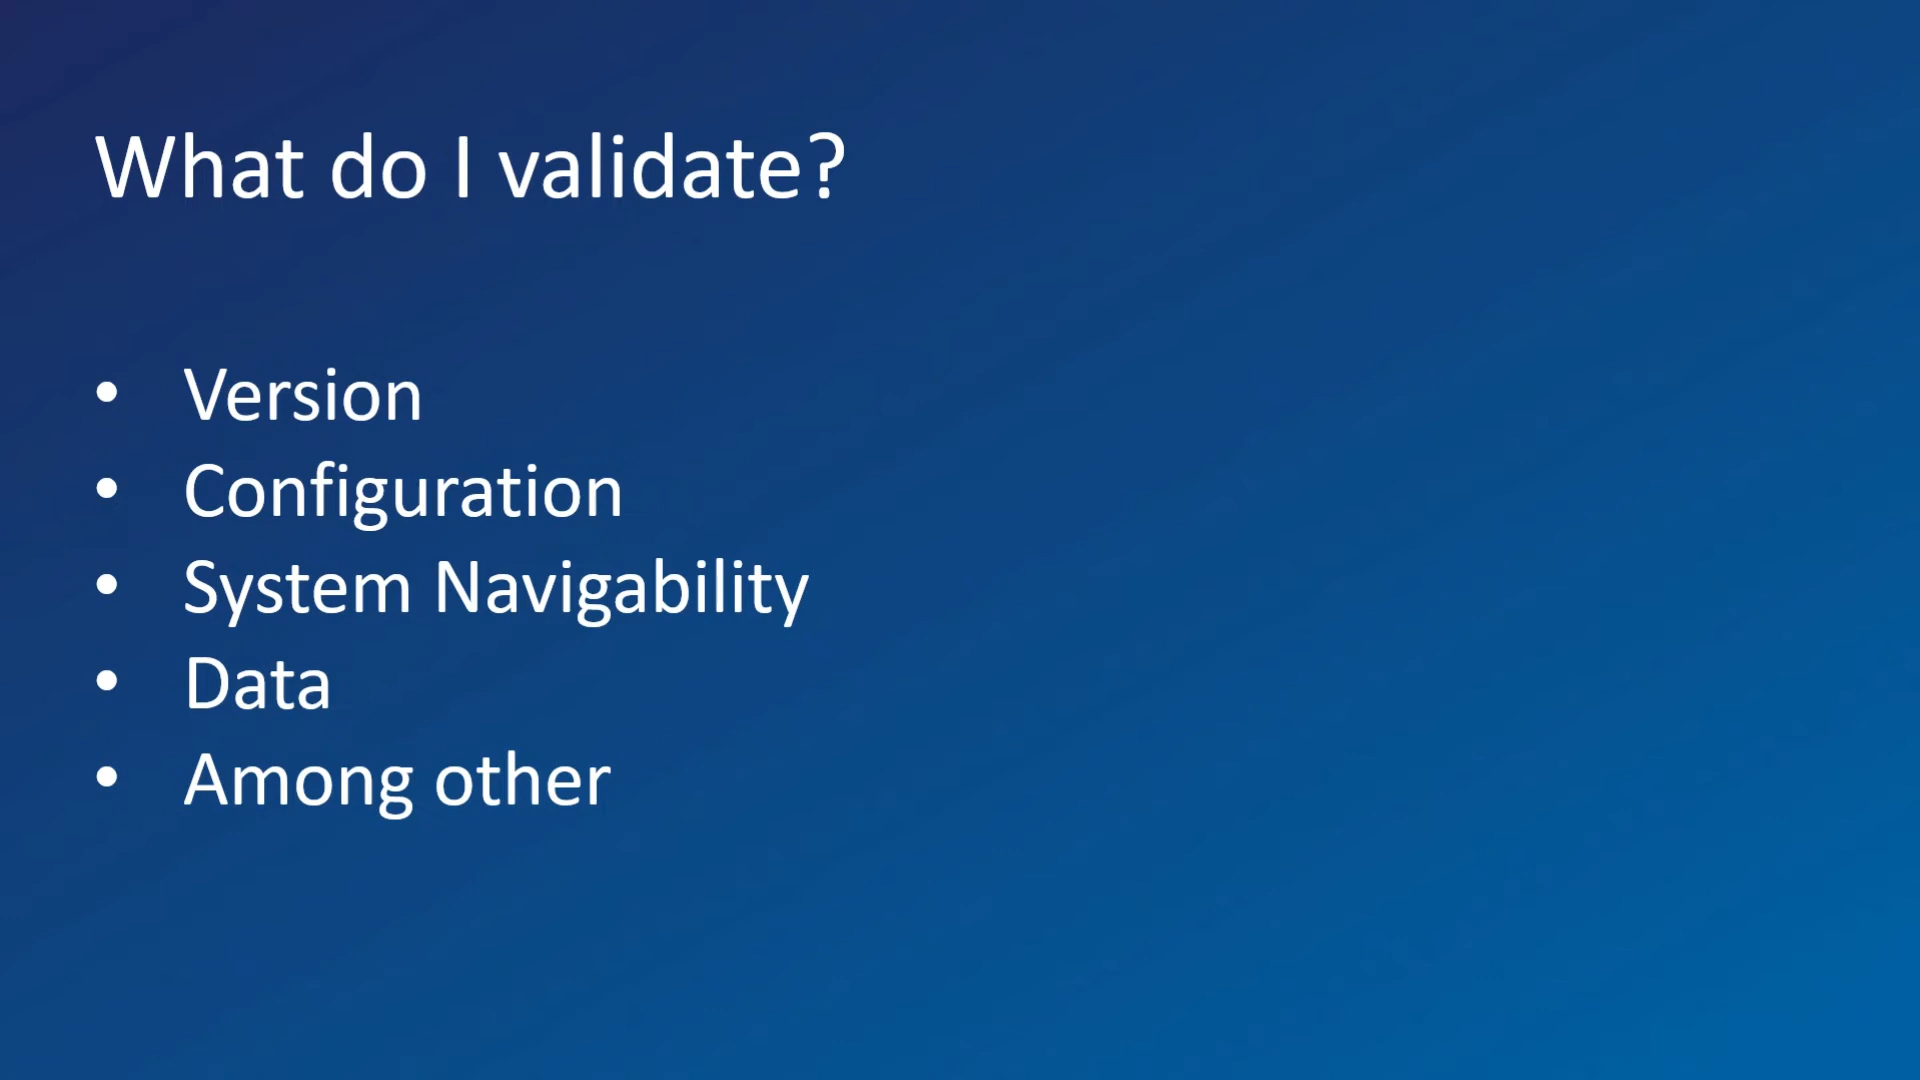 What do I validate?
• Version
• Configuration
• System Navigability
• Data
• Among other